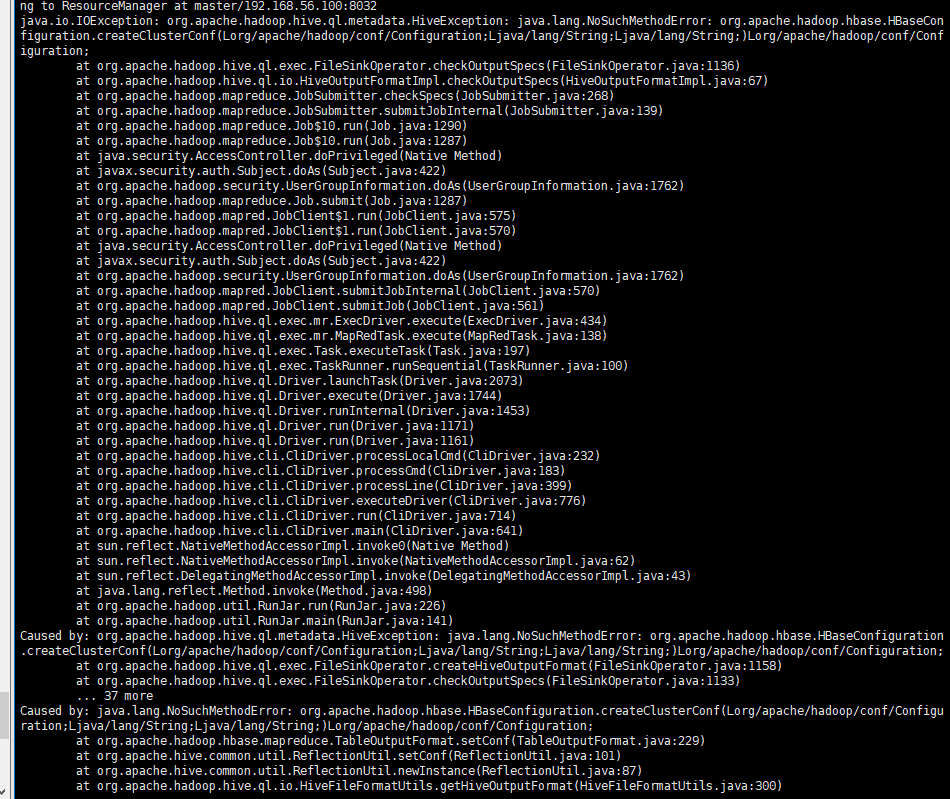 ng to ResourceManager at master/192.168.56.100:8032
java.io.IOException: org.apache.hadoop.hive.ql.metadata.HiveException: java.lang.NoSuchMethodError: org.apache.hadoop.hbase.HBaseCon
figuration.createClusterConf(Lorg/apache/hadoop/conf/Configuration;Ljava/lang/String;Ljava/lang/String;)Lorg/apache/hadoop/conf/Conf
iguration;
at org.apache.hadoop.hive.ql.exec.FileSinkOperator.checkOutputSpecs(FileSinkOperator.java:1136)
at org.apache.hadoop.hive.ql.io.HiveOutputFormatImpl.checkOutputSpecs(HiveOutputFormatImpl.java:67)
at org.apache.hadoop.mapreduce.JobSubmitter.checkSpecs(JobSubmitter.java:268)
at org.apache.hadoop.mapreduce.JobSubmitter.submitJobInternal(JobSubmitter.java:139)
at org.apache.hadoop.mapreduce.Job$10.run(Job.java:1290)
at org.apache.hadoop.mapreduce.Job$10.run(Job.java:1287)
at java.security.AccessController.doPrivileged(Native Method)
at javax.security.auth.Subject.doAs(Subject.java:422)
at org.apache.hadoop.security.UserGroupInformation.doAs(UserGroupInformation.java:1762)
at org.apache.hadoop.mapreduce.Job.submit(Job.java:1287)
at org.apache.hadoop.mapred.JobClient$1.run(JobClient.java:575)
at org.apache.hadoop.mapred.JobClient$1.run(JobClient.java:570)
at java.security.AccessController.doPrivileged(Native Method)
at javax.security.auth.Subject.doAs(Subject.java:422)
at org.apache.hadoop.security.UserGroupInformation.doAs(UserGroupInformation.java:1762)
at org.apache.hadoop.mapred.JobClient.submitJobInternal(JobClient.java:570)
at org.apache.hadoop.mapred.JobClient.submitJob(JobClient.java:561)
at org.apache.hadoop.hive.ql.exec.mr.ExecDriver.execute(ExecDriver.java:434)
at org.apache.hadoop.hive.ql.exec.mr.MapRedTask.execute(MapRedTask.java:138)
at org.apache.hadoop.hive.ql.exec.Task.executeTask(Task.java:197)
at org.apache.hadoop.hive.ql.exec.TaskRunner.runSequential(TaskRunner.java:100)
at org.apache.hadoop.hive.ql.Driver.launchTask(Driver.java:2073)
at org.apache.hadoop.hive.ql.Driver.execute(Driver.java:1744)
at org.apache.hadoop.hive.ql.Driver.runInternal(Driver.java:1453)
at org.apache.hadoop.hive.ql.Driver.run(Driver.java:1171)
at org.apache.hadoop.hive.ql.Driver.run(Driver.java:1161)
at org.apache.hadoop.hive.cli.CliDriver.processLocalCmd(CliDriver.java:232)
at org.apache.hadoop.hive.cli.CliDriver.processCmd(CliDriver.java:183)
at org.apache.hadoop.hive.cli.CliDriver.processLine(CliDriver.java:399)
at org.apache.hadoop.hive.cli.CliDriver.executeDriver(CliDriver.java:776)
at org.apache.hadoop.hive.cli.CliDriver.run(CliDriver.java:714)
at org.apache.hadoop.hive.cli.CliDriver.main(CliDriver.java:641)
at sun.reflect.NativeMethodAccessorImpl.invoke0(Native Method)
at sun.reflect.NativeMethodAccessorImpl.invoke(NativeMethodAccessorImpl.java:62)
at sun.reflect.DelegatingMethodAccessorImpl.invoke(DelegatingMethodAccessorImpl.java:43)
at java.lang.reflect.Method.invoke(Method.java:498)
at org.apache.hadoop.util.RunJar.run(RunJar.java:226)
at org.apache.hadoop.util.RunJar.main(RunJar.java:141)
Caused by: org.apache.hadoop.hive.ql.metadata.HiveException: java.lang.NoSuchMethodError: org.apache.hadoop.hbase.HBaseConfiguration
.createClusterConf(Lorg/apache/hadoop/conf/Configuration;Ljava/lang/String;Ljava/lang/String;)Lorg/apache/hadoop/conf/Configuration;
at org.apache.hadoop.hive.ql.exec.FileSinkOperator.createHiveOutputFormat(FileSinkOperator.java:1158)
at org.apache.hadoop.hive.ql.exec.FileSinkOperator.checkOutputSpecs(FileSinkOperator.java:1133)
... 37 more
Caused by: java.lang.NoSuchMethodError: org.apache.hadoop.hbase.HBaseConfiguration.createClusterConf(Lorg/apache/hadoop/conf/Configu
ration;Ljava/lang/String;Ljava/lang/String;)Lorg/apache/hadoop/conf/Configuration;
at org.apache.hadoop.hbase.mapreduce.TableOutputFormat.setConf(TableOutputFormat.java:229)
at org.apache.hive.common.util.ReflectionUtil.setConf(ReflectionUtil.java:101)
at org.apache.hive.common.util.ReflectionUtil.newInstance(ReflectionUtil.java:87)
at org.apache.hadoop.hive.ql.io.HiveFileFormatUtils.getHiveOutputFormat(HiveFileFormatUtils.java:300)